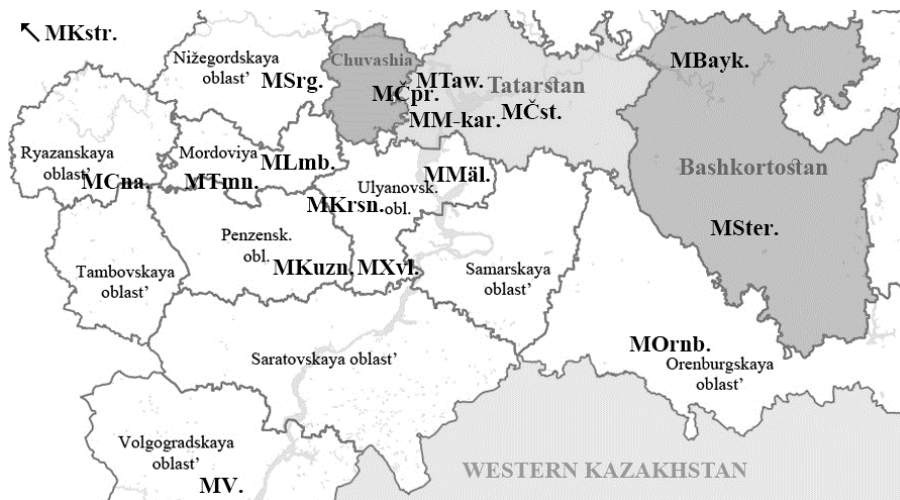 MKstr.
Nižegordskaya
oblast’
MSrg.
Chuvashia
MTaw.
MČpr.
MM-kar.
Tatarstan
MČst.
MBayk.
Bashkortostan
MSter.
Ryazanskaya
oblast’
MCna.
Mordoviya
MTmn.
MLmb.
MMäl.
Ulyanovsk.
obl.
MKrsn.
Penzensk.
obl.
MKuzn.
MXvl.
Tambovskaya
oblast’
Samarskaya
oblast’
Saratovskaya oblast’
MOrnb.
Orenburgskaya
oblast’
Volgogradskaya
oblast’
MV.
WESTERN KAZAKHSTAN